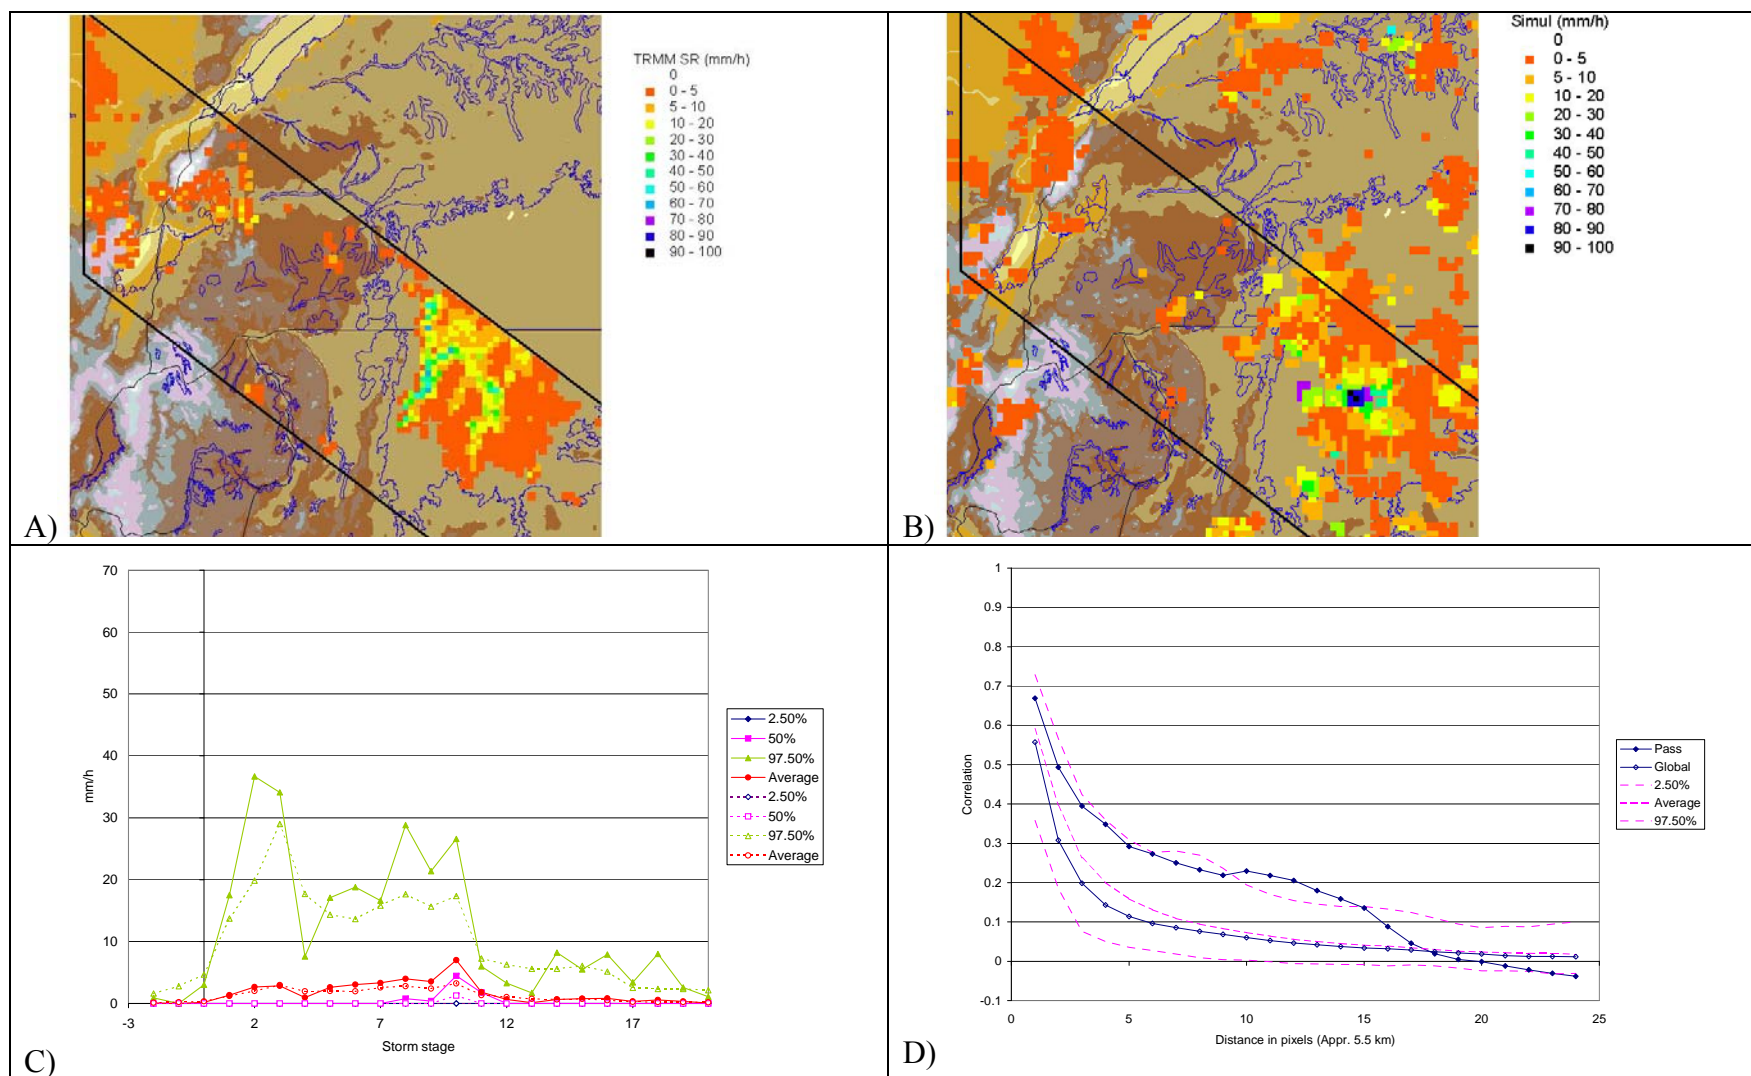 TRMM SR (mm/h)
0
0 - 5
5 - 10
10 - 20
20 - 30
30 - 40
40 - 50
50 - 60
60 - 70
70 - 80
80 - 90
90 - 100
A)
Simul (mm/h)
0
0 - 5
5 - 10
10 - 20
20 - 30
30 - 40
40 - 50
50 - 60
60 - 70
70 - 80
80 - 90
90 - 100
B)
70
60
50
40
30
20
10
0
mm/h
-3 2 7 12 17
Storm stage
2.50%
50%
97.50%
Average
2.50%
50%
97.50%
Average
C)
1
0.9
0.8
0.7
0.6
0.5
0.4
0.3
0.2
0.1
0
-0.1
Correlation
0 5 10 15 20 25
Distance in pixels (Appr. 5.5 km)
Pass
Global
2.50%
Average
97.50%
D)